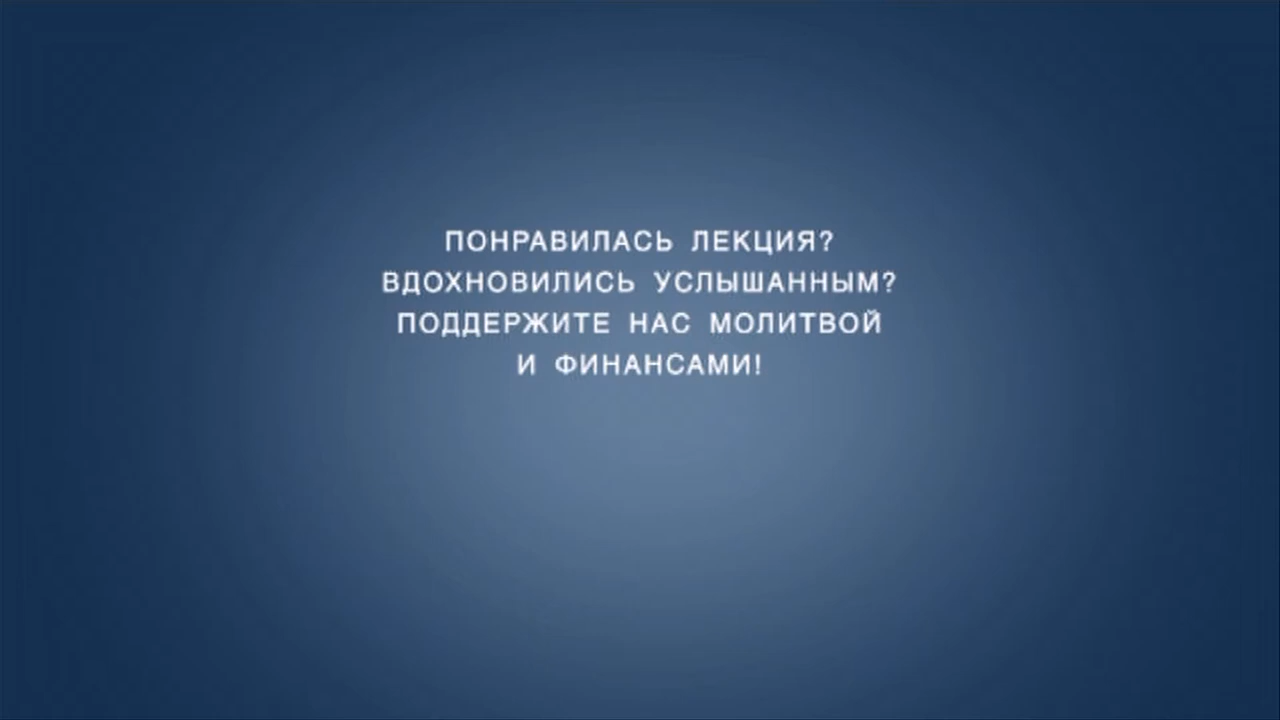 ПОНРАВИЛАСЬ ЛЕКЦИЯ?
ВДОХНОВИЛИСЬ УСЛЫШАННЫМ?
ПОДДЕРЖИТЕ НАС МОЛИТВОЙ
И ФИНАНСАМИ!